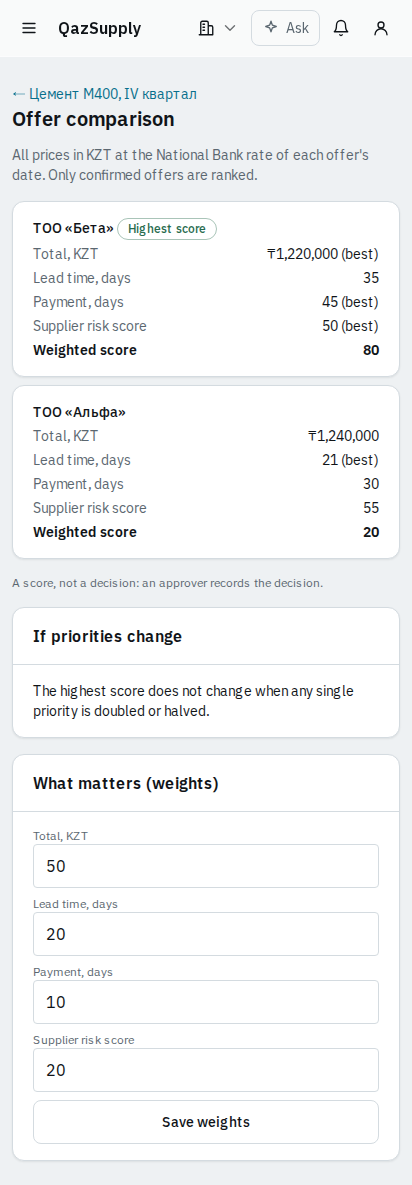 QazSupply
Ask
← Цемент М400, IV квартал
Offer comparison
All prices in KZT at the National Bank rate of each offer's
date. Only confirmed offers are ranked.
ТОО «Бета» Highest score
Total, KZT ₸1,220,000 (best)
Lead time, days 35
Payment, days 45 (best)
Supplier risk score 50 (best)
Weighted score 80
ТОО «Альфа»
Total, KZT ₸1,240,000
Lead time, days 21 (best)
Payment, days 30
Supplier risk score 55
Weighted score 20
A score, not a decision: an approver records the decision.
If priorities change
The highest score does not change when any single
priority is doubled or halved.
What matters (weights)
Total, KZT
50
Lead time, days
20
Payment, days
10
Supplier risk score
20
Save weights